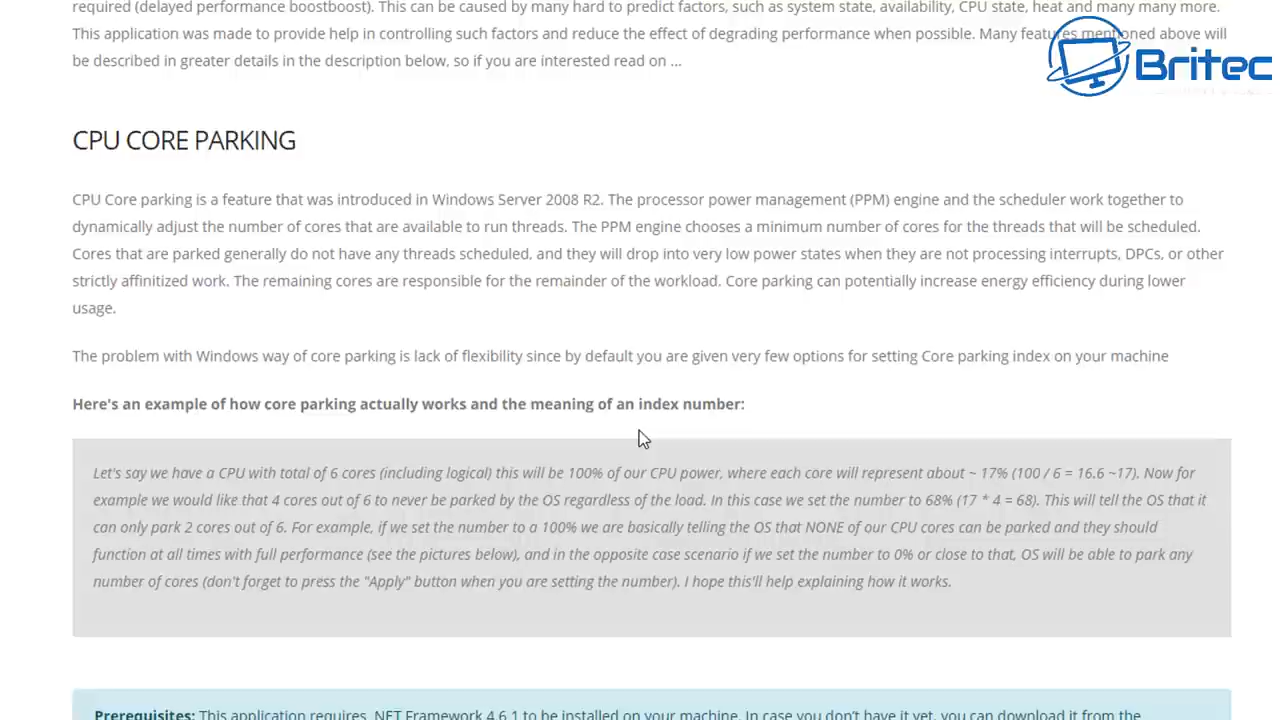 required (delayed performance boostboost). This can be caused by many hard to predict factors, such as system state, availability, CPU state, heat and many many more.
This application was made to provide help in controlling such factors and reduce the effect of degrading performance when possible. Many features mentioned above will
be described in greater details in the description below, so if you are interested read on ...
Britec
CPU CORE PARKING
CPU Core parking is a feature that was introduced in Windows Server 2008 R2. The processor power management (PPM) engine and the scheduler work together to
dynamically adjust the number of cores that are available to run threads. The PPM engine chooses a minimum number of cores for the threads that will be scheduled.
Cores that are parked generally do not have any threads scheduled, and they will drop into very low power states when they are not processing interrupts, DPCs, or other
strictly affinitized work. The remaining cores are responsible for the remainder of the workload. Core parking can potentially increase energy efficiency during lower
usage.
The problem with Windows way of core parking is lack of flexibility since by default you are given very few options for setting Core parking index on your machine
Here's an example of how core parking actually works and the meaning of an index number:
Let's say we have a CPU with total of 6 cores (including logical) this will be 100% of our CPU power, where each core will represent about ~ 17% (100 / 6 = 16.6 ~17). Now for
example we would like that 4 cores out of 6 to never be parked by the OS regardless of the load. In this case we set the number to 68% (17 * 4 = 68). This will tell the OS that it
can only park 2 cores out of 6. For example, if we set the number to a 100% we are basically telling the OS that NONE of our CPU cores can be parked and they should
function at all times with full performance (see the pictures below), and in the opposite case scenario if we set the number to 0% or close to that, OS will be able to park any
number of cores (don't forget to press the "Apply" button when you are setting the number). I hope this'll help explaining how it works.
Prerequisites: This application requires .NET Framework 4.6.1 to be installed on your machine. In case you don't have it yet, you can download it from the